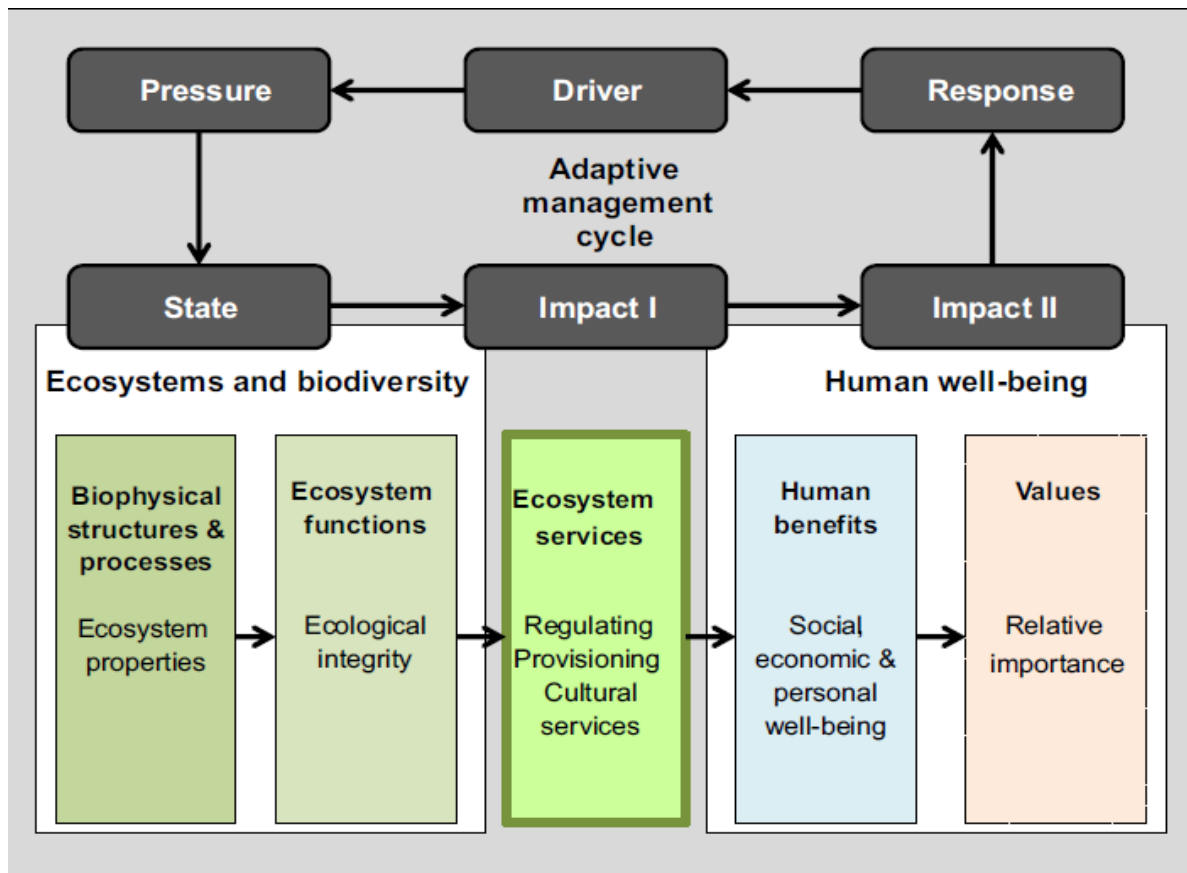 Pressure
Driver
Response
Adaptive
management
cycle
State
Impact I
Impact II
Ecosystems and biodiversity
Human well-being
Biophysical
structures &
processes
Ecosystem
properties
Ecosystem
functions
Ecological
integrity
Ecosystem
services
Regulating
Provisioning
Cultural
services
Human
benefits
Social,
economic &
personal
well-being
Values
Relative
importance